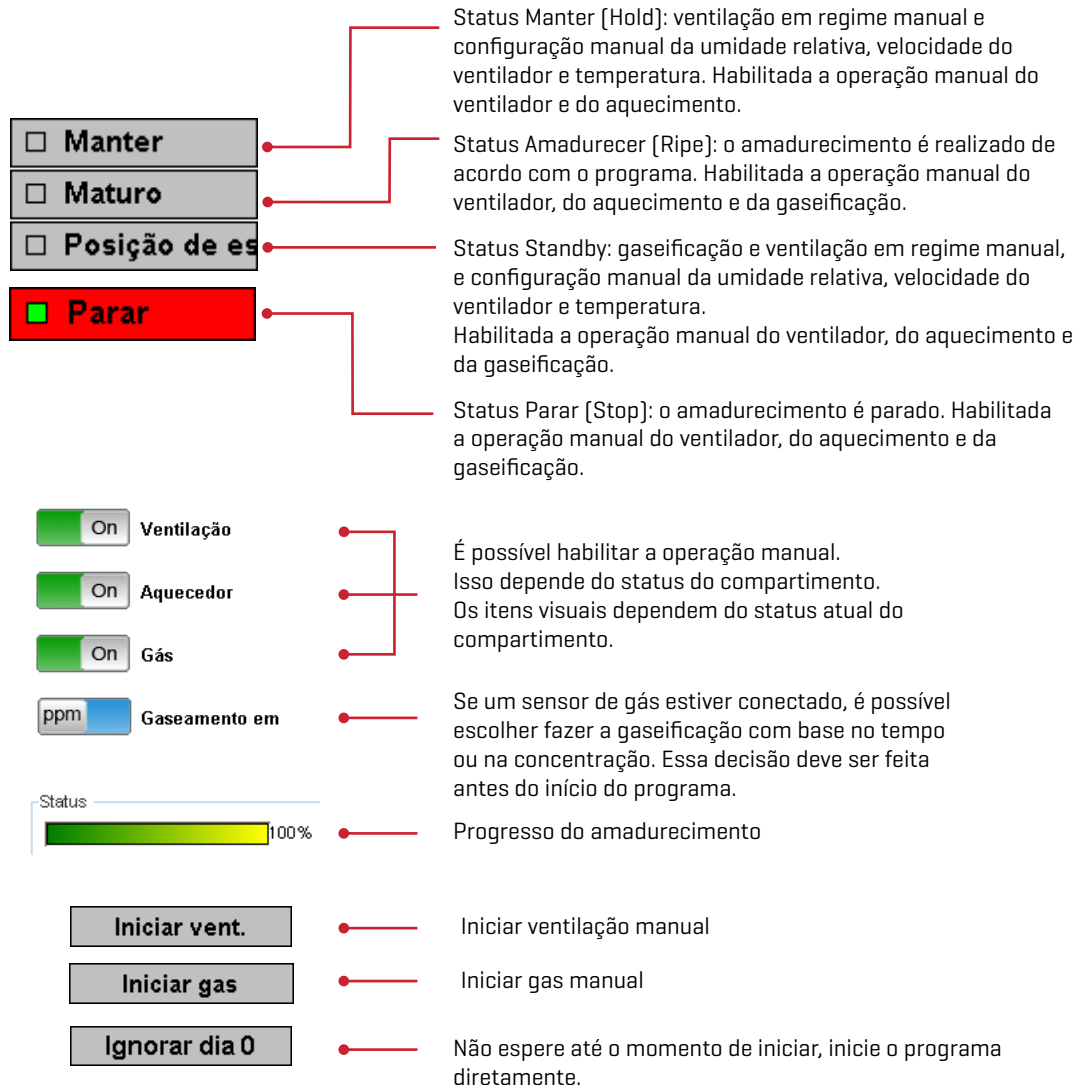 Status Manter (Hold): ventilação em regime manual e
configuração manual da umidade relativa, velocidade do
ventilador e temperatura. Habilitada a operação manual do
ventilador e do aquecimento.
Manter
Status Amadurecer (Ripe): o amadurecimento é realizado de
acordo com o programa. Habilitada a operação manual do
ventilador, do aquecimento e da gaseificação.
Maturo
Posição de es
Status Standby: gaseificação e ventilação em regime manual,
e configuração manual da umidade relativa, velocidade do
ventilador e temperatura.
Habilitada a operação manual do ventilador, do aquecimento e
da gaseificação.
Parar
Status Parar (Stop): o amadurecimento é parado. Habilitada
a operação manual do ventilador, do aquecimento e da
gaseificação.
On Ventilação
On Aquecedor
On Gás
É possível habilitar a operação manual.
Isso depende do status do compartimento.
Os itens visuais dependem do status atual do
compartimento.
ppm Gaseamento em
Se um sensor de gás estiver conectado, é possível
escolher fazer a gaseificação com base no tempo
ou na concentração. Essa decisão deve ser feita
antes do início do programa.
Status
100%
Progresso do amadurecimento
Iniciar vent.
Iniciar ventilação manual
Iniciar gas
Iniciar gas manual
Ignorar dia 0
Não espere até o momento de iniciar, inicie o programa
diretamente.